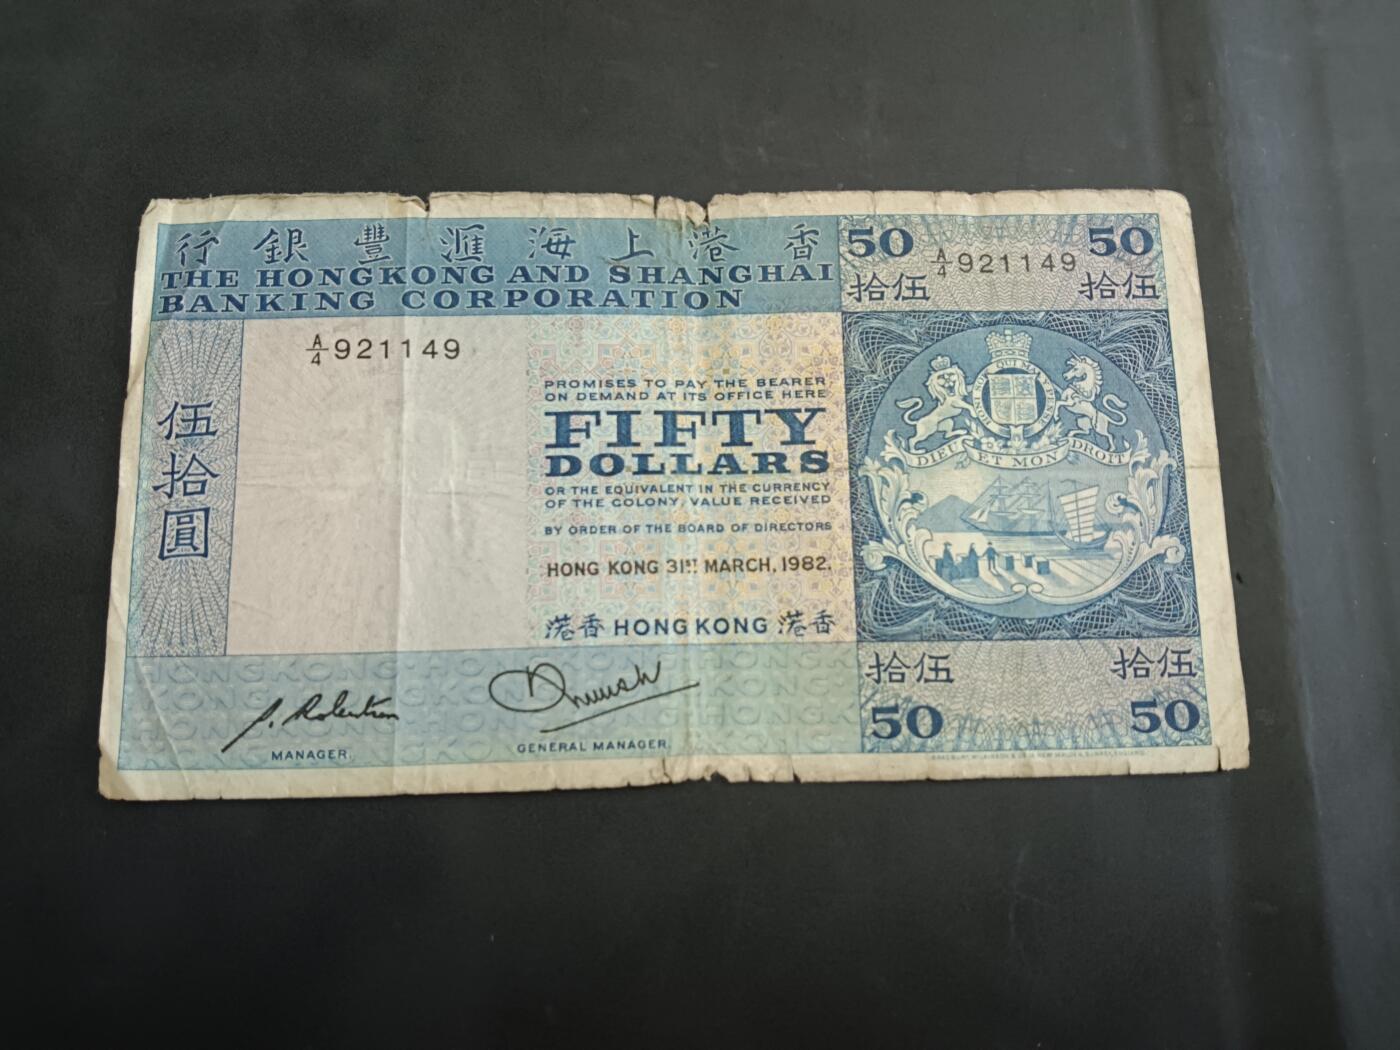 行銀豐滙海上港香
THE HONGKONG AND SHANGHAI
BANKING CORPORATION
50 A/4 921149 50
拾伍 拾伍
A/4 921149
伍拾圓
PROMISES TO PAY THE BEARER
ON DEMAND AT ITS OFFICE HERE
FIFTY
DOLLARS
OR THE EQUIVALENT IN THE CURRENCY
OF THE COLONY, VALUE RECEIVED
BY ORDER OF THE BOARD OF DIRECTORS
HONG KONG 31ST MARCH, 1982.
港香 HONG KONG 港香
DIEU ET MON DROIT
拾伍 拾伍
50 50
MANAGER.
GENERAL MANAGER.
HONGKONG